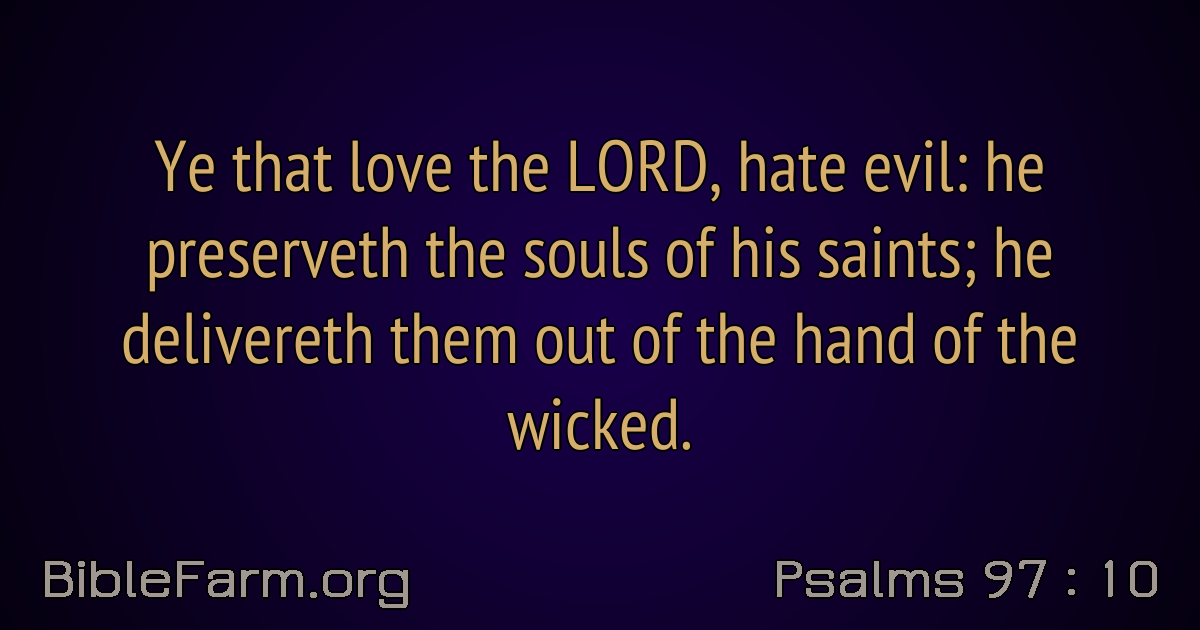 Ye that love the LORD, hate evil: he
preserveth the souls of his saints; he
delivereth them out of the hand of the
wicked.
BibleFarm.org
Psalms 97 : 10